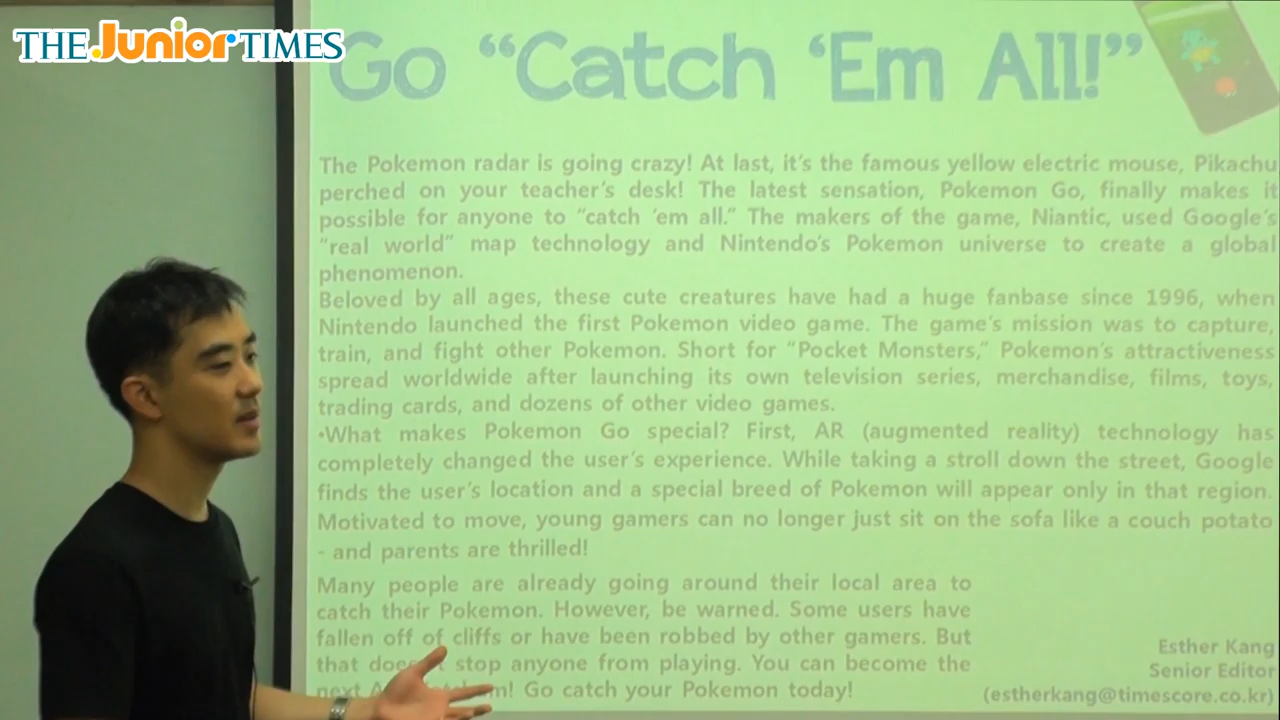 THE Junior TIMES
Go “Catch ‘Em All!”
The Pokemon radar is going crazy! At last, it’s the famous yellow electric mouse, Pikachu
perched on your teacher’s desk! The latest sensation, Pokemon Go, finally makes it
possible for anyone to “catch ’em all.” The makers of the game, Niantic, used Google’s
“real world” map technology and Nintendo’s Pokemon universe to create a global
phenomenon.
Beloved by all ages, these cute creatures have had a huge fanbase since 1996, when
Nintendo launched the first Pokemon video game. The game’s mission was to capture,
train, and fight other Pokemon. Short for “Pocket Monsters,” Pokemon’s attractiveness
spread worldwide after launching its own television series, merchandise, films, toys,
trading cards, and dozens of other video games.
•What makes Pokemon Go special? First, AR (augmented reality) technology has
completely changed the user’s experience. While taking a stroll down the street, Google
finds the user’s location and a special breed of Pokemon will appear only in that region.
Motivated to move, young gamers can no longer just sit on the sofa like a couch potato
- and parents are thrilled!
Many people are already going around their local area to
catch their Pokemon. However, be warned. Some users have
fallen off of cliffs or have been robbed by other gamers. But
that stop anyone from playing. You can become the
next Go catch your Pokemon today!
Esther Kang
Senior Editor
(estherkang@timescore.co.kr)